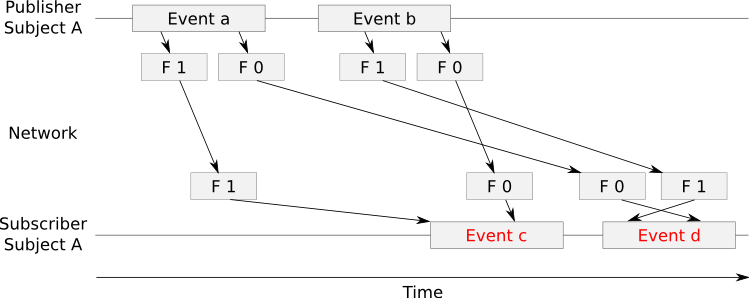 Publisher
Subject A
Event a
Event b
F 1
F 0
F 1
F 0
Network
F 1
F 0
F 0
F 1
Subscriber
Subject A
Event c
Event d
Time